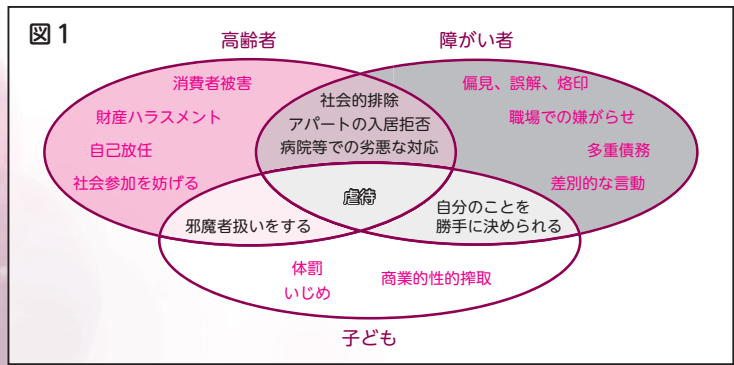 図1
高齢者
障がい者
消費者被害
財産ハラスメント
自己放任
社会参加を妨げる
社会的排除
アパートの入居拒否
病院等での劣悪な対応
偏見、誤解、烙印
職場での嫌がらせ
多重債務
差別的な言動
虐待
邪魔者扱いをする
自分のことを
勝手に決められる
体罰
いじめ
商業的性的搾取
子ども